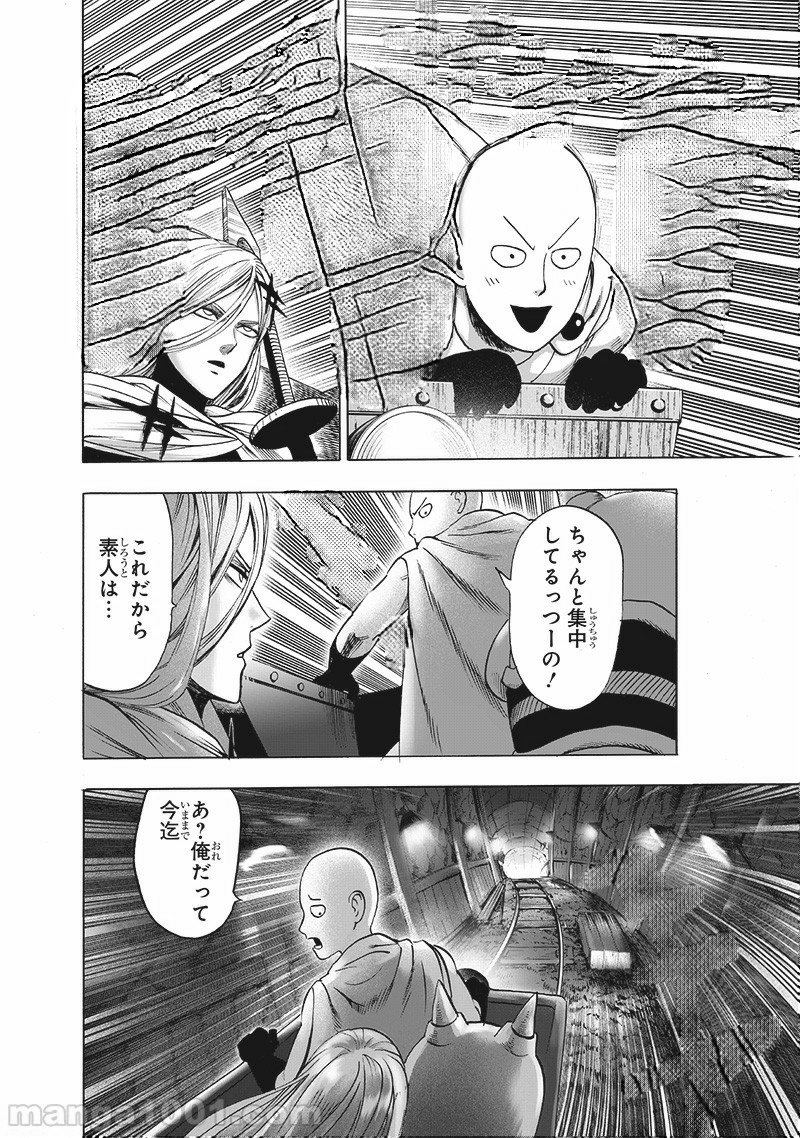 ちゃんと集中
してるっつーの！
これだから
素人は…
あ？俺だって
今迄
manga1001.com